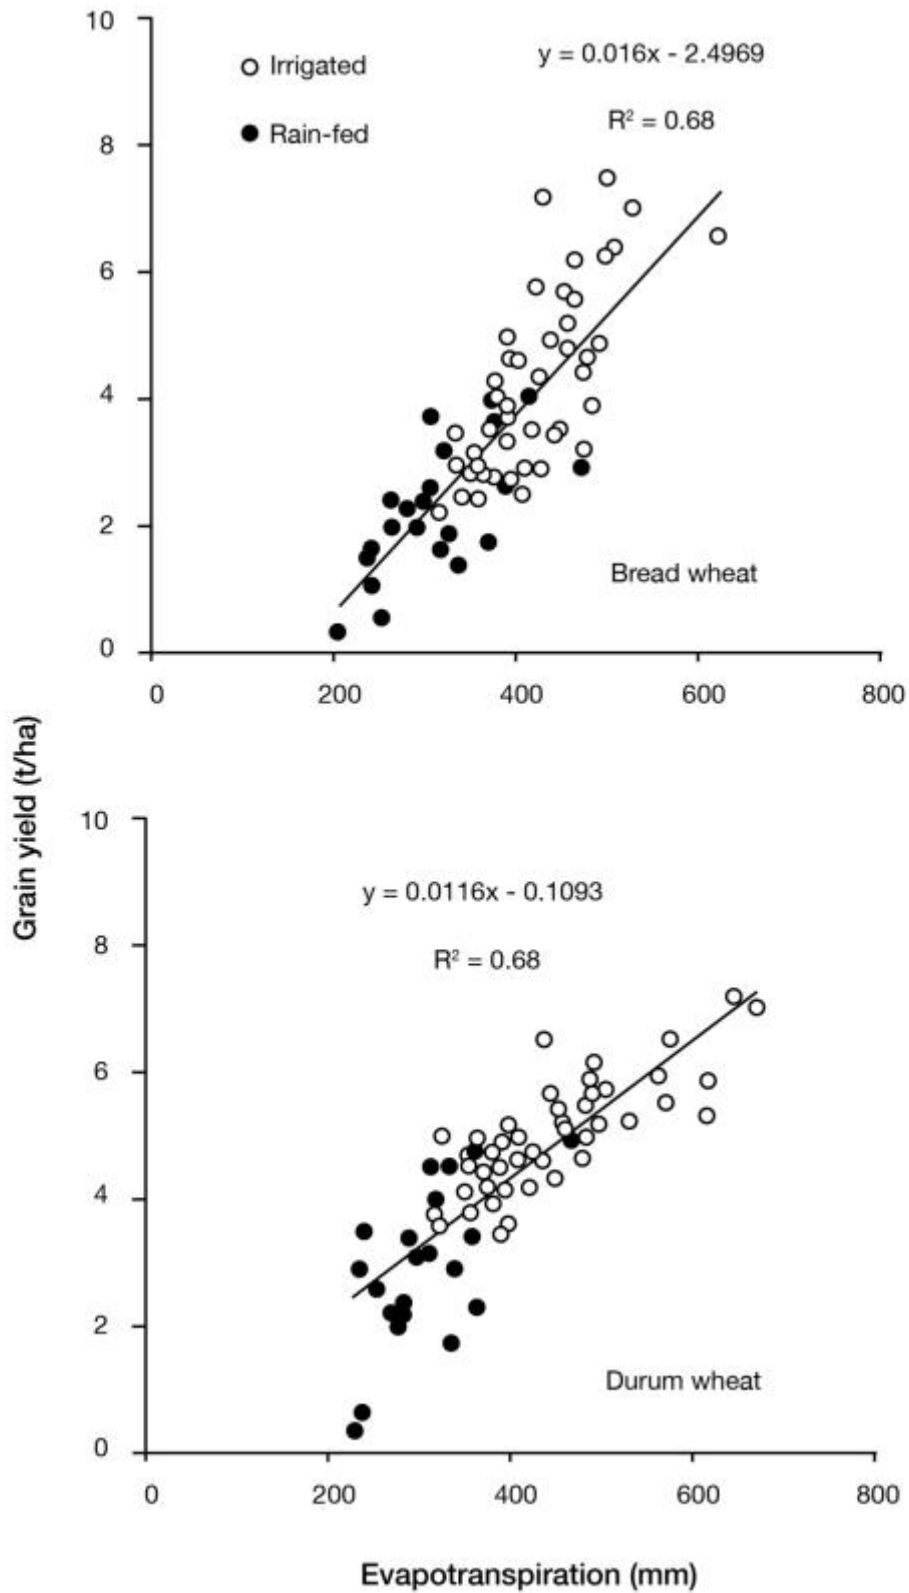 10
y = 0.016x - 2.4969
Irrigated
R² = 0.68
Rain-fed
8
6
4
2
Bread wheat
0
0 200 400 600 800
Grain yield (t/ha)
10
y = 0.0116x - 0.1093
R² = 0.68
8
6
4
2
Durum wheat
0
0 200 400 600 800
Evapotranspiration (mm)